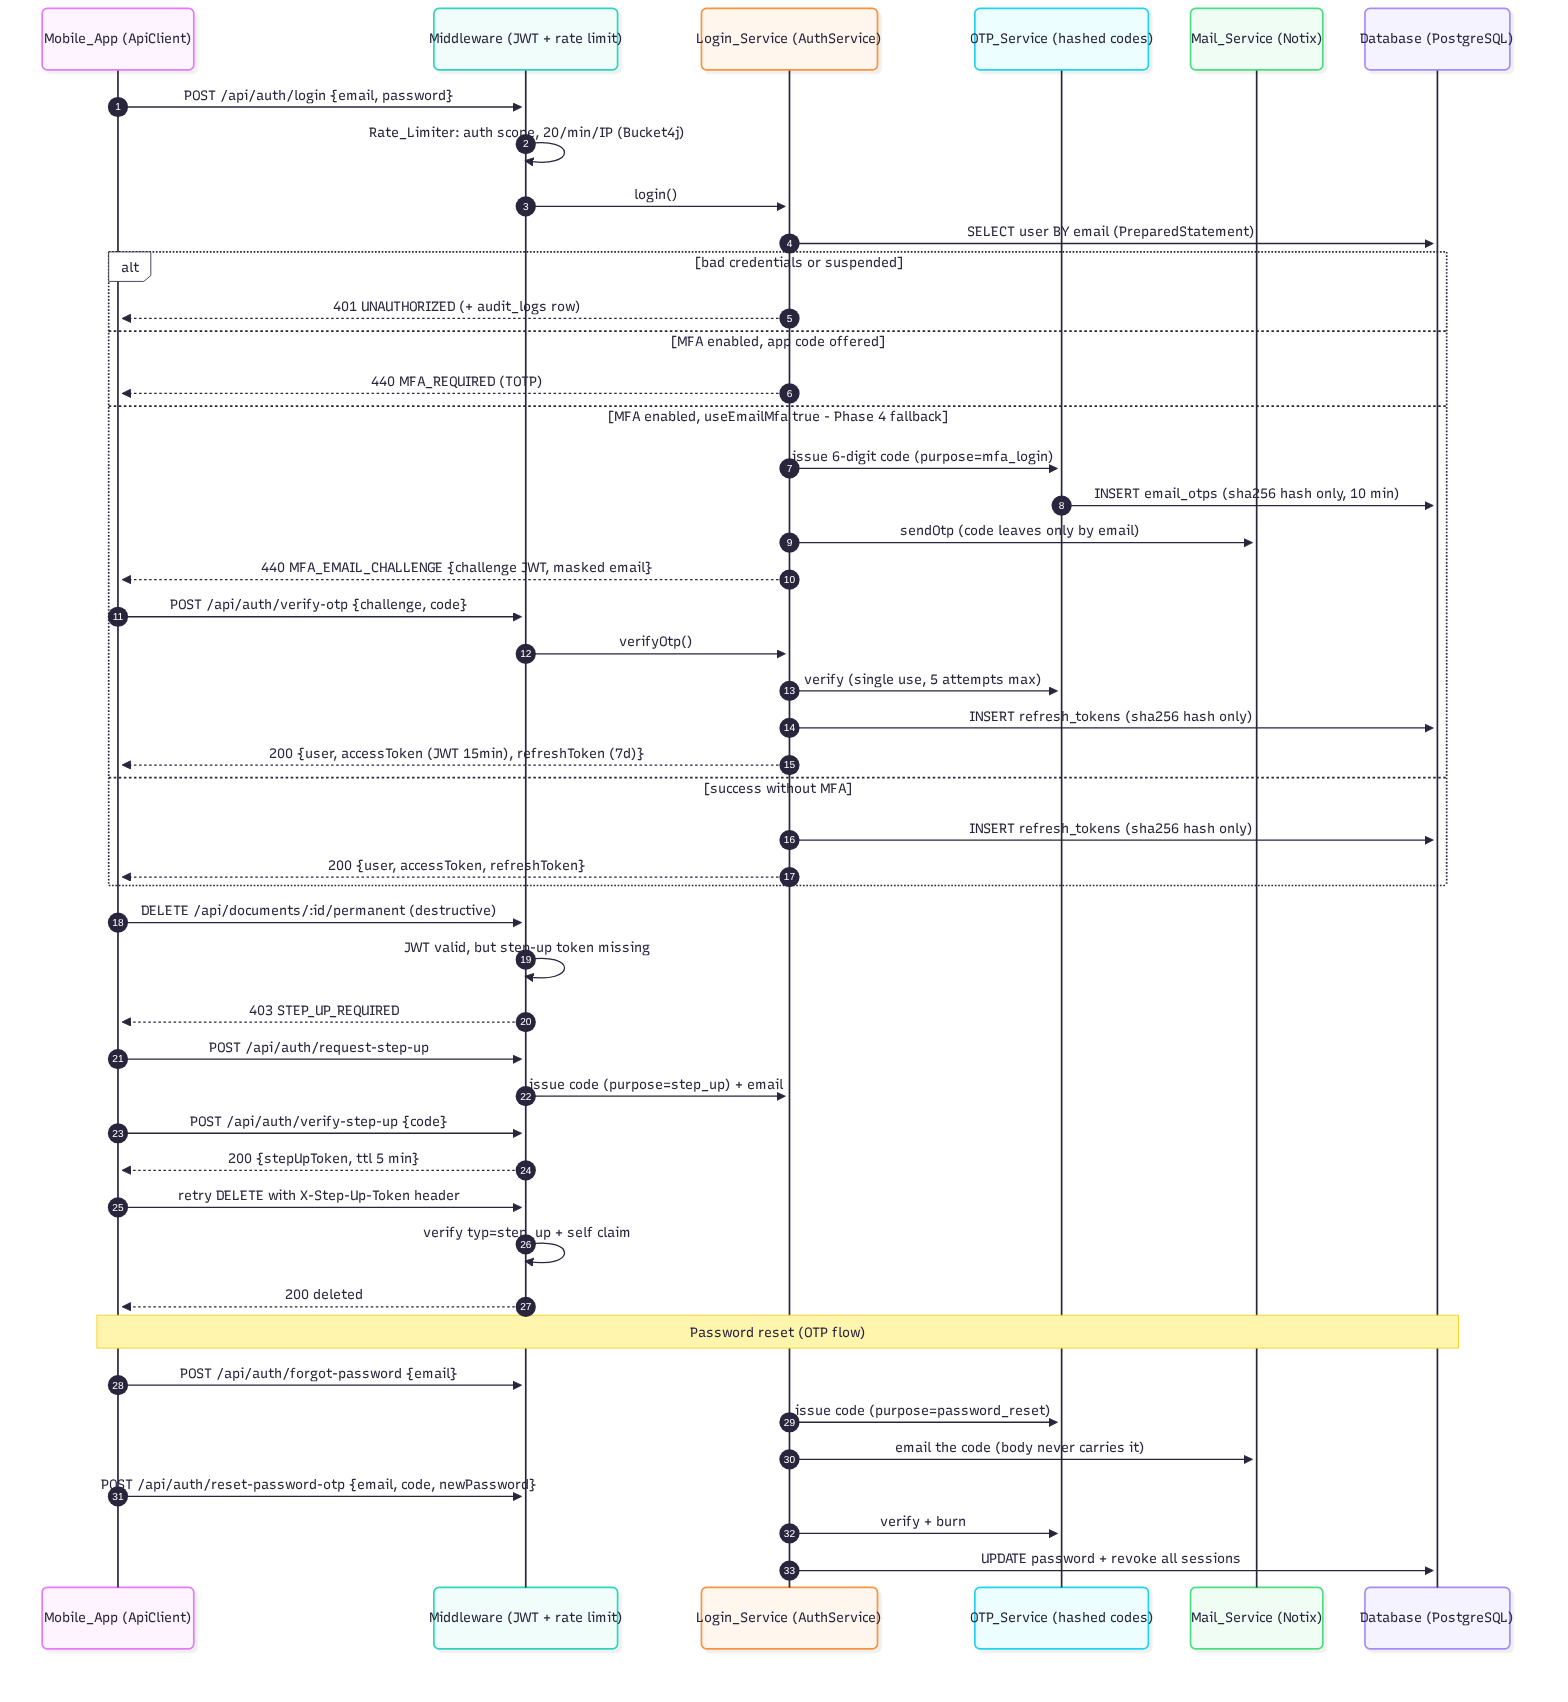 Mobile_App (ApiClient)
Middleware (JWT + rate limit)
Login_Service (AuthService)
OTP_Service (hashed codes)
Mail_Service (Notix)
Database (PostgreSQL)
1
POST /api/auth/login {email, password}
2
Rate_Limiter: auth scope, 20/min/IP (Bucket4j)
3
login()
4
SELECT user BY email (PreparedStatement)
alt
[bad credentials or suspended]
5
401 UNAUTHORIZED (+ audit_logs row)
[MFA enabled, app code offered]
6
440 MFA_REQUIRED (TOTP)
[MFA enabled, useEmailMfa true - Phase 4 fallback]
7
issue 6-digit code (purpose=mfa_login)
8
INSERT email_otps (sha256 hash only, 10 min)
9
sendOtp (code leaves only by email)
10
440 MFA_EMAIL_CHALLENGE {challenge JWT, masked email}
11
POST /api/auth/verify-otp {challenge, code}
12
verifyOtp()
13
verify (single use, 5 attempts max)
14
INSERT refresh_tokens (sha256 hash only)
15
200 {user, accessToken (JWT 15min), refreshToken (7d)}
[success without MFA]
16
INSERT refresh_tokens (sha256 hash only)
17
200 {user, accessToken, refreshToken}
18
DELETE /api/documents/:id/permanent (destructive)
19
JWT valid, but step-up token missing
20
403 STEP_UP_REQUIRED
21
POST /api/auth/request-step-up
22
issue code (purpose=step_up) + email
23
POST /api/auth/verify-step-up {code}
24
200 {stepUpToken, ttl 5 min}
25
retry DELETE with X-Step-Up-Token header
26
verify typ=step_up + self claim
27
200 deleted
Password reset (OTP flow)
28
POST /api/auth/forgot-password {email}
29
issue code (purpose=password_reset)
30
email the code (body never carries it)
31
POST /api/auth/reset-password-otp {email, code, newPassword}
32
verify + burn
33
UPDATE password + revoke all sessions
Mobile_App (ApiClient)
Middleware (JWT + rate limit)
Login_Service (AuthService)
OTP_Service (hashed codes)
Mail_Service (Notix)
Database (PostgreSQL)